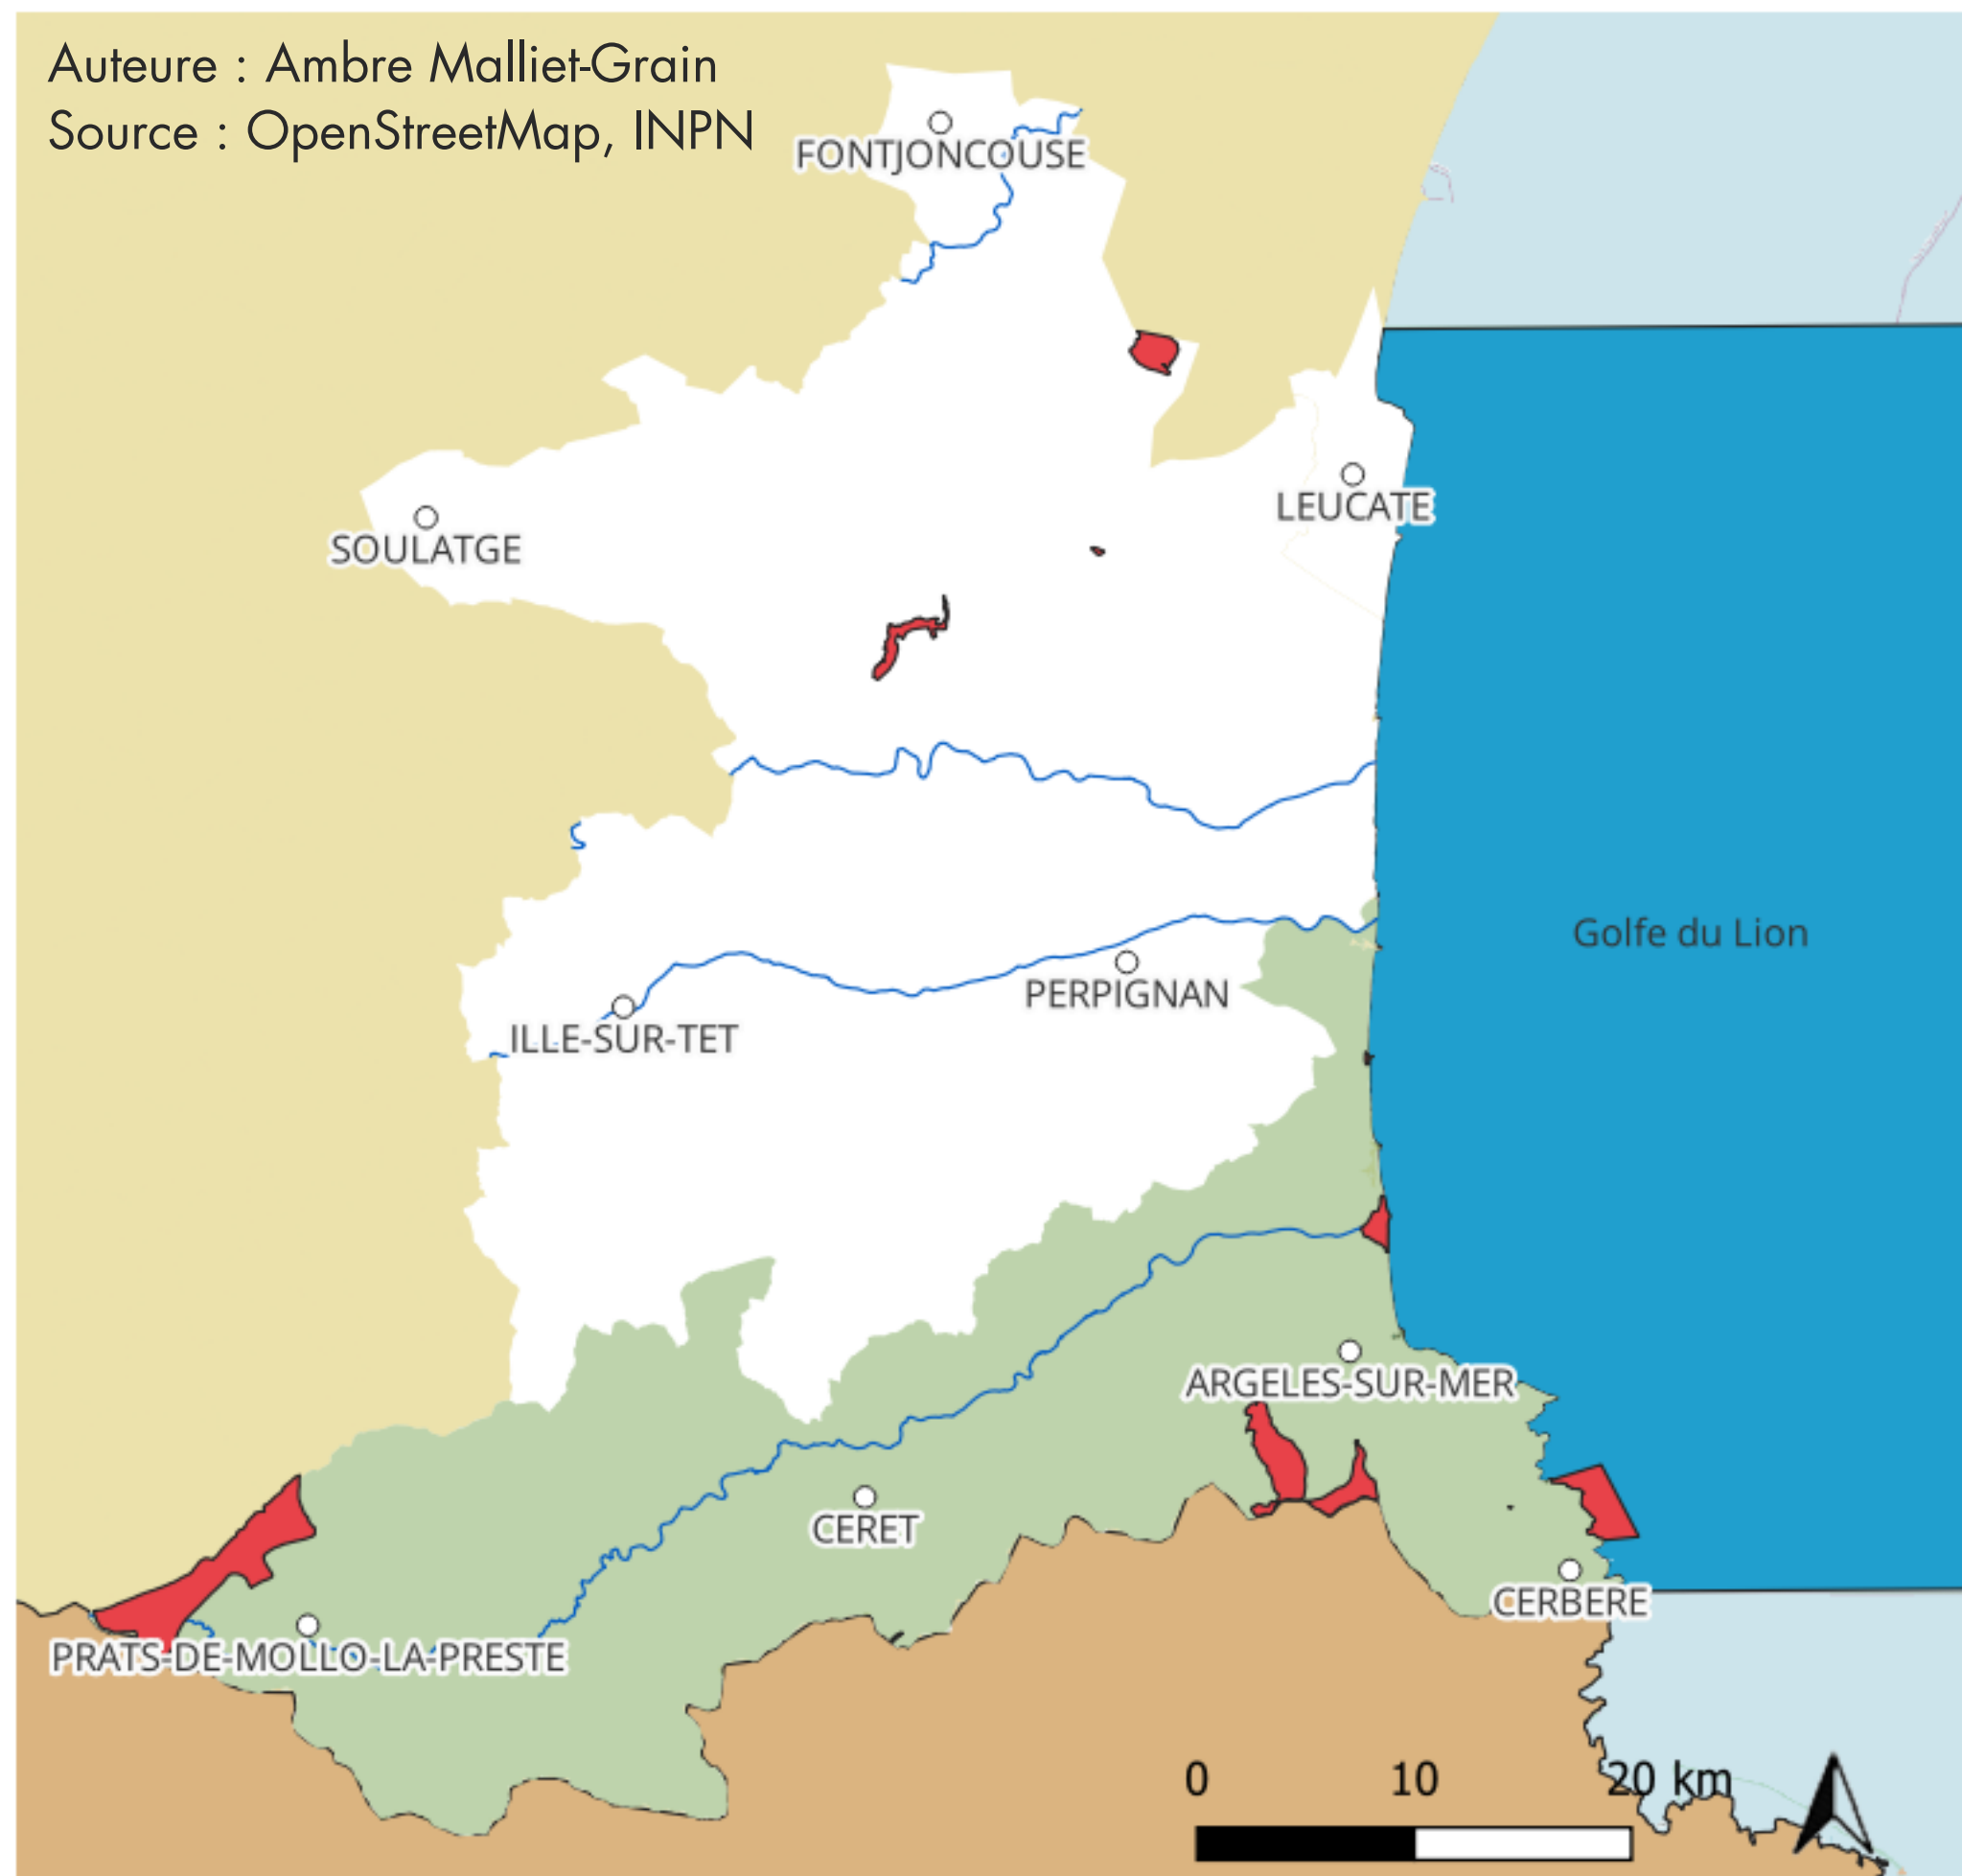 Auteure : Ambre Malliet-Grain
Source : OpenStreetMap, INPN
FONTJONCOUSE
LEUCATE
SOULATGE
Golfe du Lion
PERPIGNAN
ILLE-SUR-TET
ARGELES-SUR-MER
CERET
CERBERE
PRATS-DE-MOLLO-LA-PRESTE
0 10 20 km